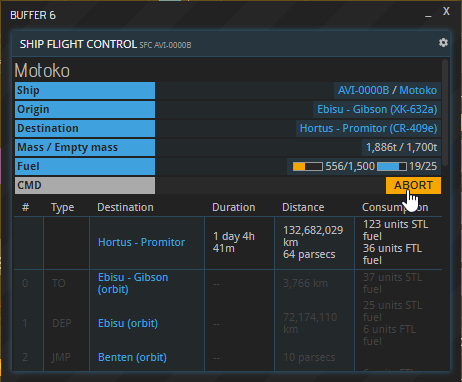 BUFFER 6
_ X
SHIP FLIGHT CONTROL SFC AVI-0000B
Motoko
Ship AVI-0000B / Motoko
Origin Ebisu - Gibson (XK-632a)
Destination Hortus - Promitor (CR-409e)
Mass / Empty mass 1,886t / 1,700t
Fuel 556/1,500 19/25
CMD ABORT
# Type Destination Duration Distance Consumption
Hortus - Promitor 1 day 4h 41m 132,682,029 km 64 parsecs 123 units STL fuel 36 units FTL fuel
0 TO Ebisu - Gibson (orbit) -- 3,766 km 37 units STL fuel
1 DEP Ebisu (orbit) -- 72,174,110 km 25 units STL fuel 6 units FTL fuel
2 JMP Benten (orbit) -- 10 parsecs